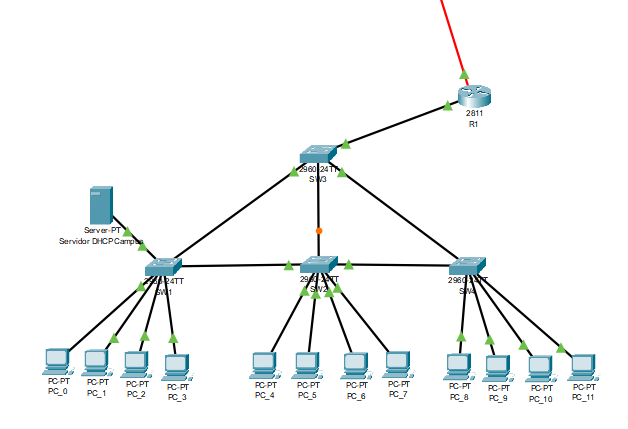 2811
R1
2960-24TT
SW3
Server-PT
Servidor DHCP Campus
2960-24TT
SW1
2960-24TT
SW2
2960-24TT
SW4
PC-PT
PC_0
PC-PT
PC_1
PC-PT
PC_2
PC-PT
PC_3
PC-PT
PC_4
PC-PT
PC_5
PC-PT
PC_6
PC-PT
PC_7
PC-PT
PC_8
PC-PT
PC_9
PC-PT
PC_10
PC-PT
PC_11